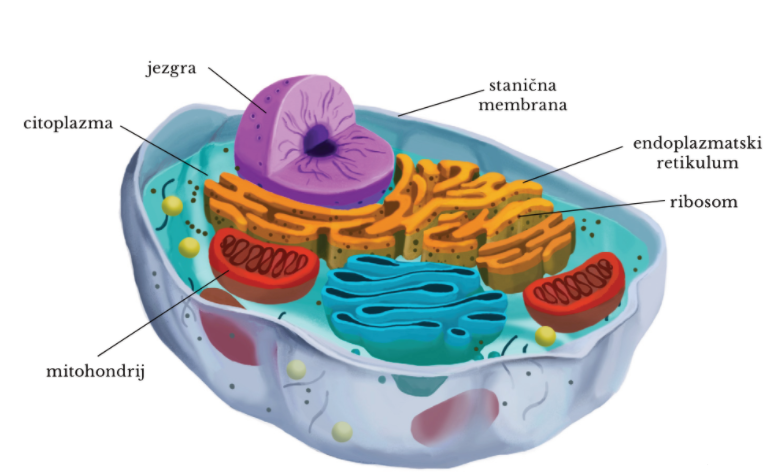 jezgra
stanična
membrana
citoplazma
endoplazmatski
retikulum
ribosom
mitohondrij